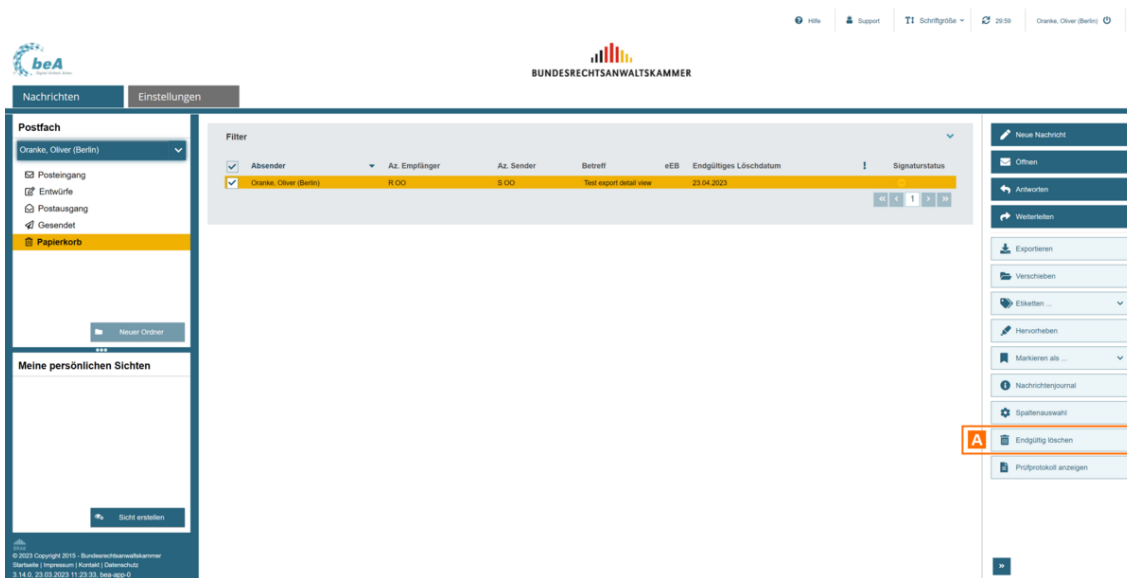 Hilfe Support Schriftgröße 29:59 Oranke, Oliver (Berlin)
beA
BUNDESRECHTSANWALTSKAMMER
Nachrichten Einstellungen
Postfach
Oranke, Oliver (Berlin)
Posteingang
Entwürfe
Postausgang
Gesendet
Papierkorb
Neuer Ordner
Meine persönlichen Sichten
Sicht erstellen
BRAK
© 2023 Copyright 2015 - Bundesrechtsanwaltskammer
Startseite | Impressum | Kontakt | Datenschutz
3.14.0, 23.03.2023 11:23:33, bea-app-0
Filter
Absender Az. Empfänger Az. Sender Betreff eEB Endgültiges Löschdatum ! Signaturstatus
Oranke, Oliver (Berlin) R OO S OO Test export detail view 23.04.2023
« < 1 > »
Neue Nachricht
Öffnen
Antworten
Weiterleiten
Exportieren
Verschieben
Etiketten ...
Hervorheben
Markieren als ...
Nachrichtenjournal
Spaltenauswahl
A Endgültig löschen
Prüfprotokoll anzeigen
»